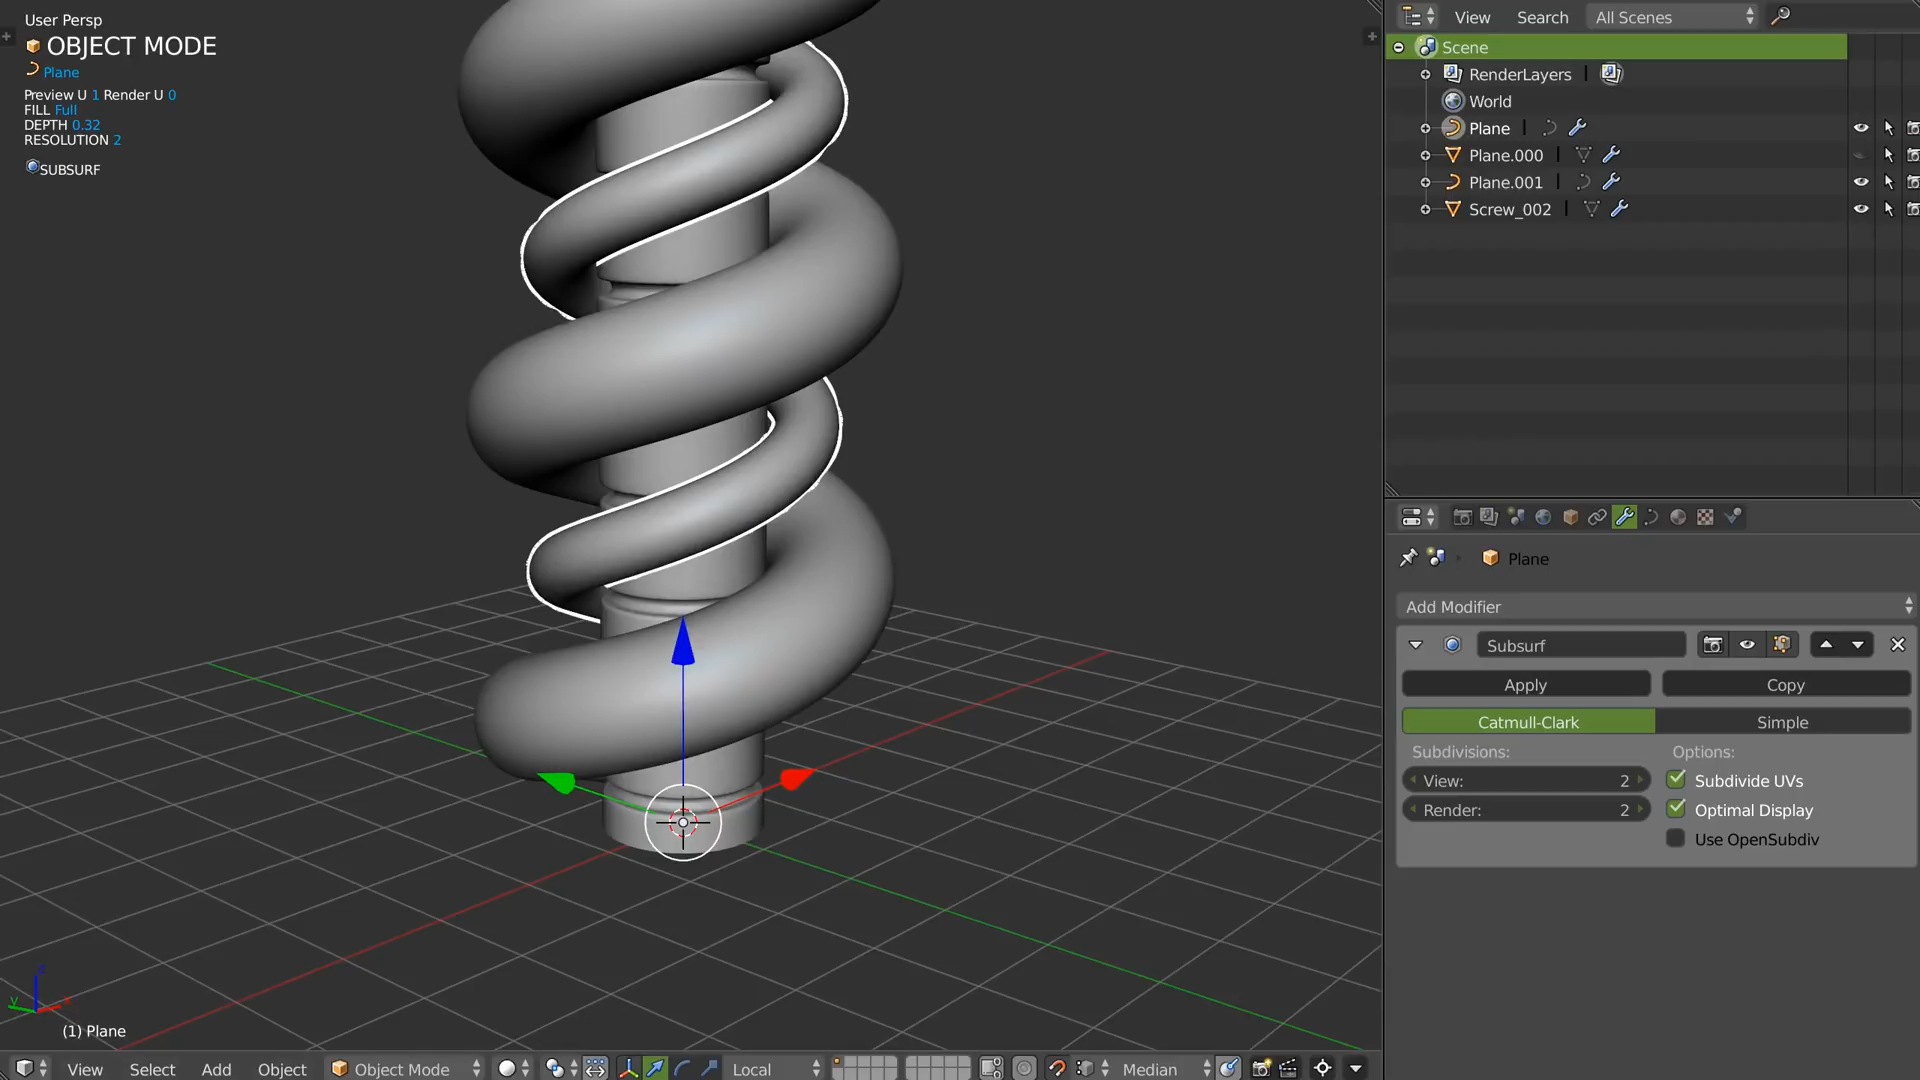 User Persp
OBJECT MODE
Plane
Preview U 1 Render U 0
FILL Full
DEPTH 0.32
RESOLUTION 2
SUBSURF
z
y
x
(1) Plane
View Select Add Object Object Mode Local Median
View Search All Scenes
Scene
RenderLayers
World
Plane
Plane.000
Plane.001
Screw_002
Plane
Add Modifier
Subsurf
Apply Copy
Catmull-Clark Simple
Subdivisions: Options:
View: 2 Subdivide UVs
Render: 2 Optimal Display
Use OpenSubdiv